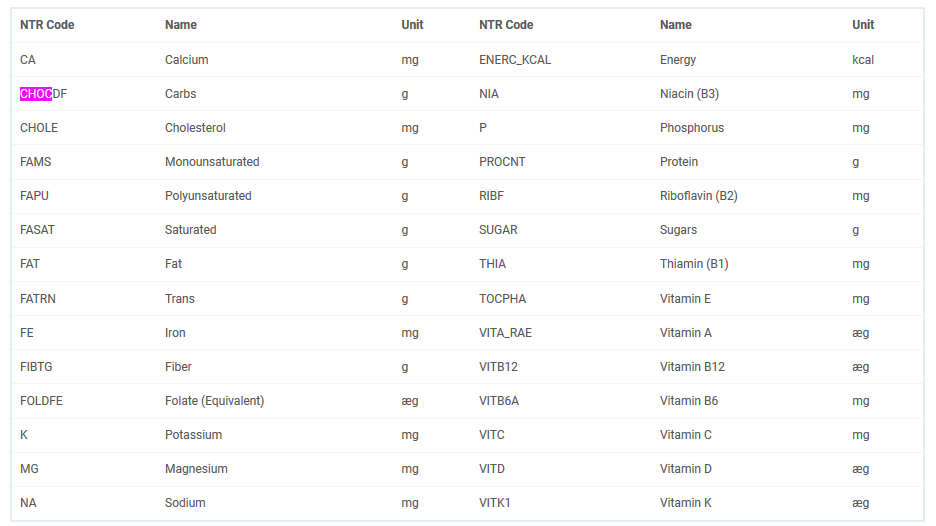 NTR Code Name Unit NTR Code Name Unit
CA Calcium mg ENERC_KCAL Energy kcal
CHOCDF Carbs g NIA Niacin (B3) mg
CHOLE Cholesterol mg P Phosphorus mg
FAMS Monounsaturated g PROCNT Protein g
FAPU Polyunsaturated g RIBF Riboflavin (B2) mg
FASAT Saturated g SUGAR Sugars g
FAT Fat g THIA Thiamin (B1) mg
FATRN Trans g TOCPHA Vitamin E mg
FE Iron mg VITA_RAE Vitamin A æg
FIBTG Fiber g VITB12 Vitamin B12 æg
FOLDFE Folate (Equivalent) æg VITB6A Vitamin B6 mg
K Potassium mg VITC Vitamin C mg
MG Magnesium mg VITD Vitamin D æg
NA Sodium mg VITK1 Vitamin K æg